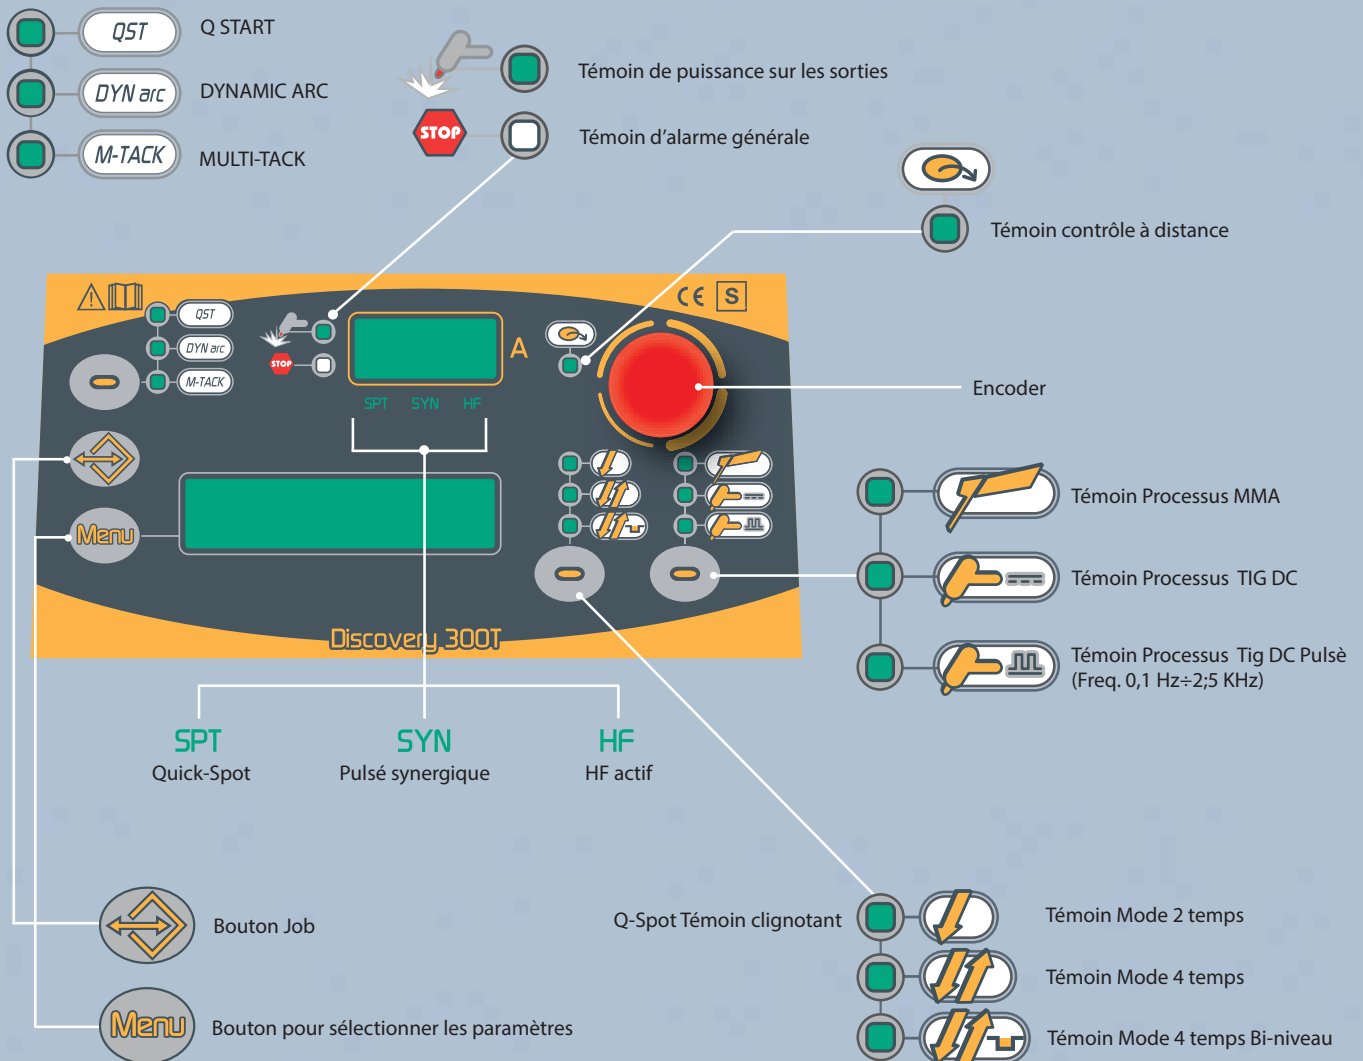 QST Q START
DYN arc DYNAMIC ARC
M-TACK MULTI-TACK
Témoin de puissance sur les sorties
STOP Témoin d'alarme générale
Témoin contrôle à distance
QST
DYN arc
M-TACK
STOP
A
CE S
SPT SYN HF
Encoder
Menu
Discovery 300T
Témoin Processus MMA
Témoin Processus TIG DC
Témoin Processus Tig DC Pulsè
(Freq. 0,1 Hz÷2;5 KHz)
SPT SYN HF
Quick-Spot Pulsé synergique HF actif
Bouton Job
Menu Bouton pour sélectionner les paramètres
Q-Spot Témoin clignotant
Témoin Mode 2 temps
Témoin Mode 4 temps
Témoin Mode 4 temps Bi-niveau